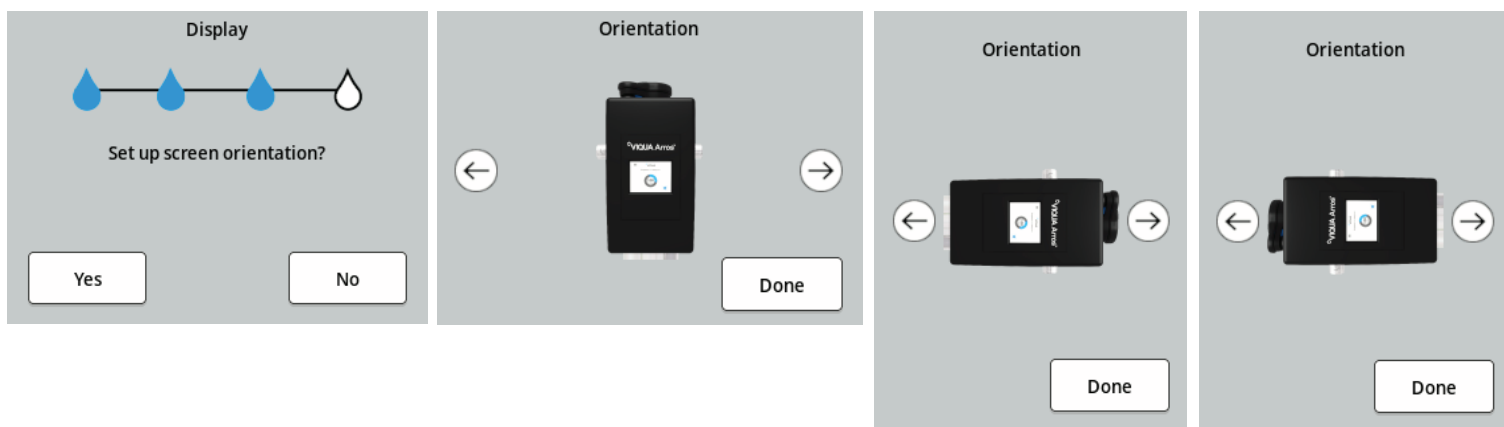 Display
Set up screen orientation?
Yes
No
Orientation
VIQUA Arros
Done
Orientation
VIQUA Arros
Done
Orientation
VIQUA Arros
Done